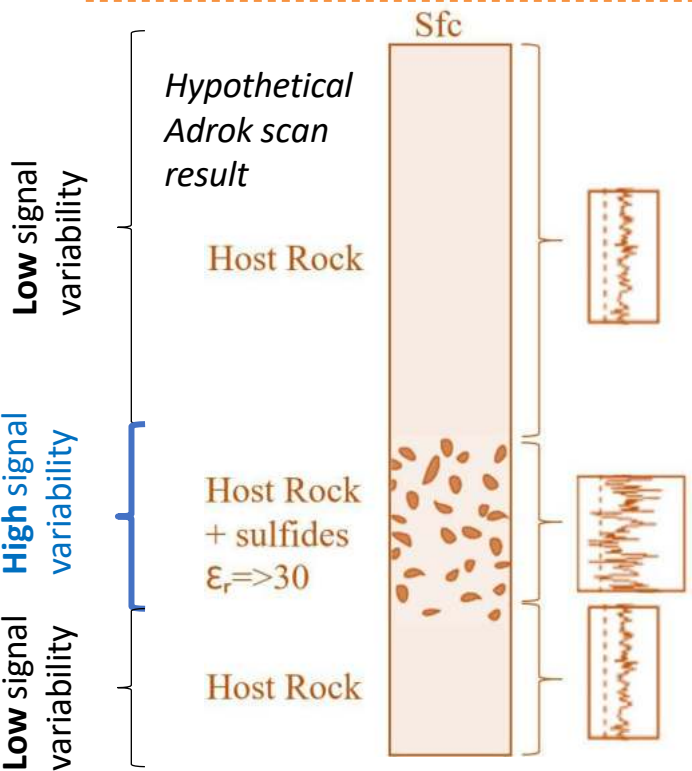 Sfc
Hypothetical
Adrok scan
result
Low signal
variability
Host Rock
High signal
variability
Host Rock
+ sulfides
Ɛᵣ=>30
Low signal
variability
Host Rock